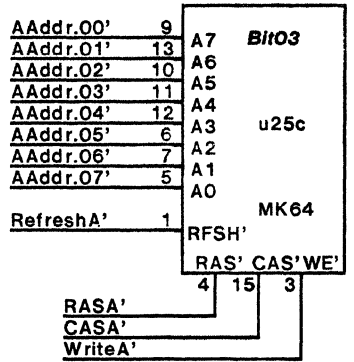 AAddr.00' 9 A7 Bit03
AAddr.01' 13 A6
AAddr.02' 10 A5
AAddr.03' 11 A4
AAddr.04' 12 A3 u25c
AAddr.05' 6 A2
AAddr.06' 7 A1
AAddr.07' 5 A0
MK64
RefreshA' 1 RFSH'
RAS' CAS' WE'
4 15 3
RASA'
CASA'
WriteA'